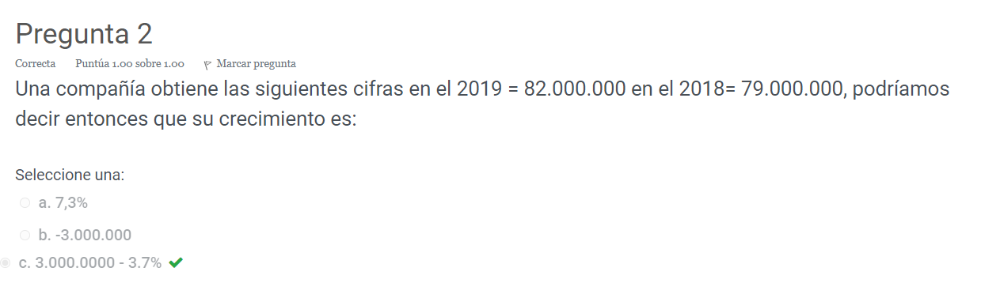 Pregunta 2
Correcta Puntúa 1.00 sobre 1.00 Marcar pregunta
Una compañía obtiene las siguientes cifras en el 2019 = 82.000.000 en el 2018= 79.000.000, podríamos
decir entonces que su crecimiento es:
Seleccione una:
a. 7,3%
b. -3.000.000
c. 3.000.0000 - 3.7%